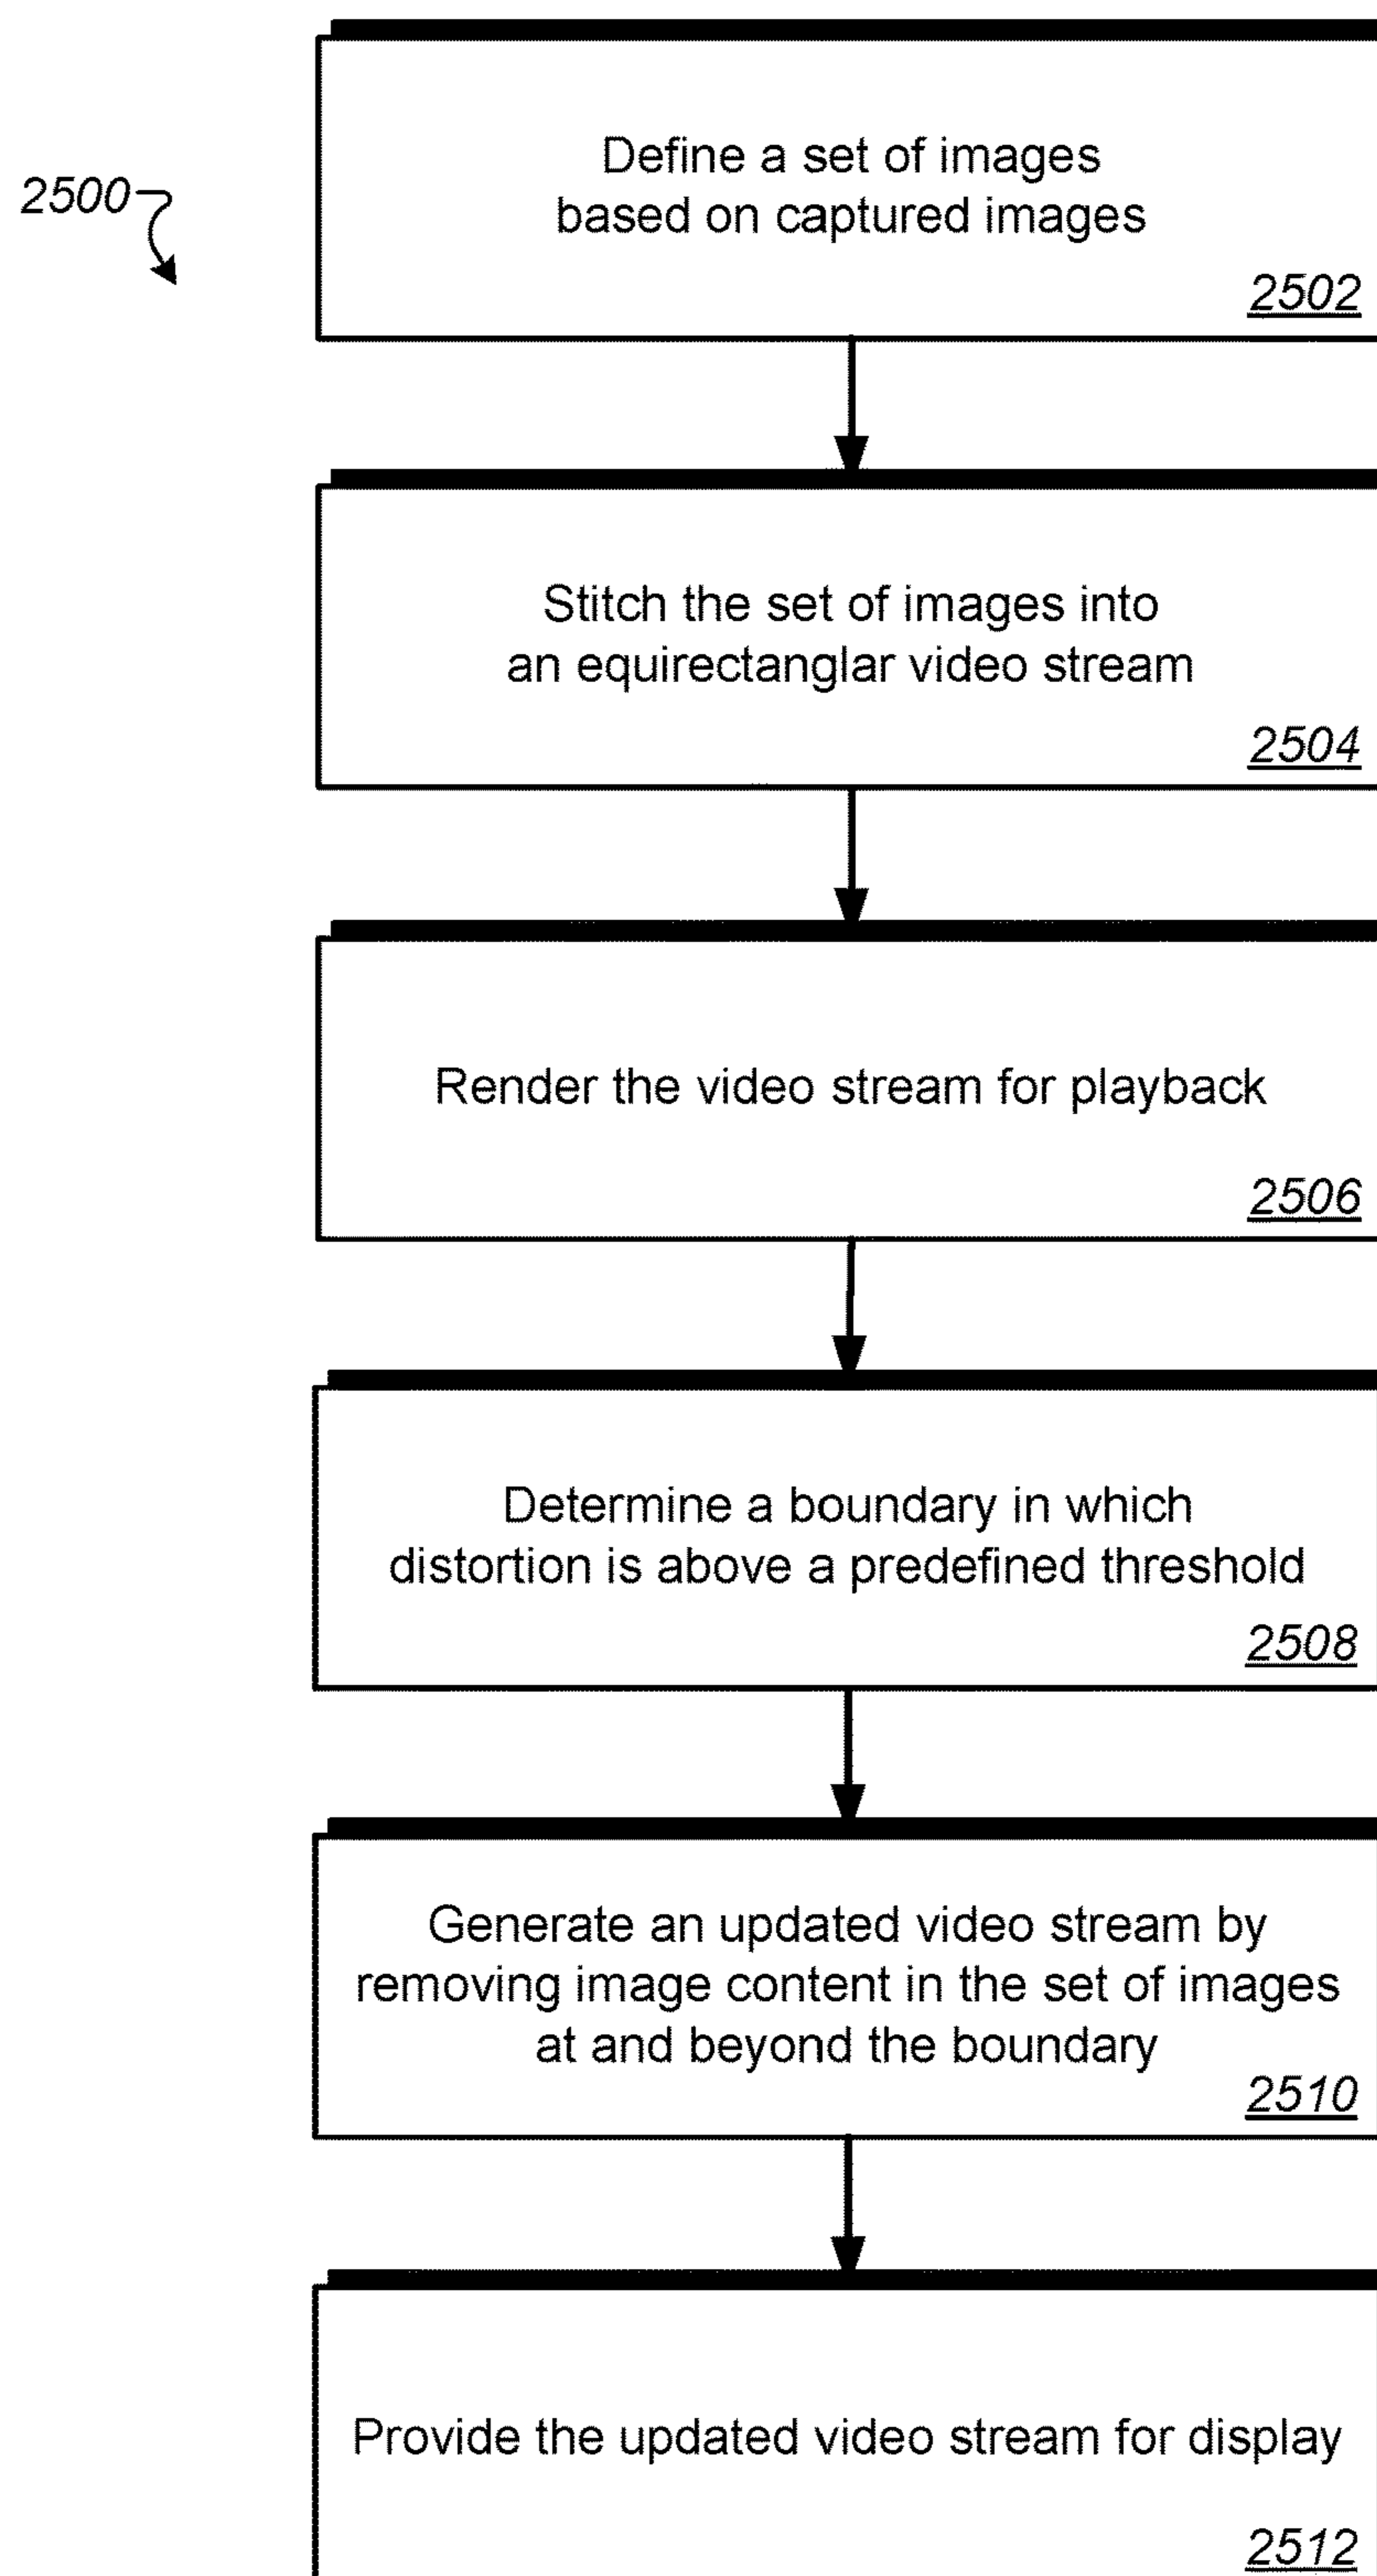 2500
Define a set of images
based on captured images
2502
Stitch the set of images into
an equirectanglar video stream
2504
Render the video stream for playback
2506
Determine a boundary in which
distortion is above a predefined threshold
2508
Generate an updated video stream by
removing image content in the set of images
at and beyond the boundary
2510
Provide the updated video stream for display
2512